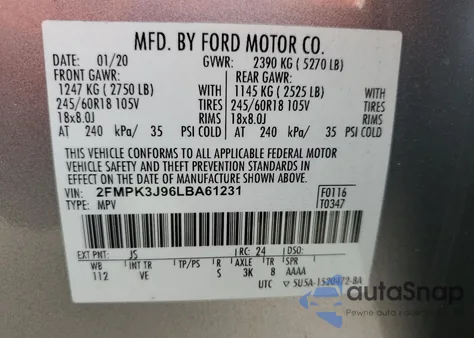 MFD. BY FORD MOTOR CO.
DATE: 01/20 GVWR: 2390 KG ( 5270 LB)
FRONT GAWR: REAR GAWR:
1247 KG ( 2750 LB) WITH 1145 KG ( 2525 LB) WITH
245/60R18 105V TIRES 245/60R18 105V TIRES
18x8.0J RIMS 18x8.0J RIMS
AT 240 kPa/ 35 PSI COLD AT 240 kPa/ 35 PSI COLD
THIS VEHICLE CONFORMS TO ALL APPLICABLE FEDERAL MOTOR
VEHICLE SAFETY AND THEFT PREVENTION STANDARDS IN
EFFECT ON THE DATE OF MANUFACTURE SHOWN ABOVE.
VIN: 2FMPK3J96LBA61231 F0116
TYPE: MPV T0347
EXT PNT: JS RC: 24 DSO:
WB INT TR TP/PS R AXLE TR SPR
112 VE S 3K 8 AAAA
UTC
autoSnap
Pewne auto